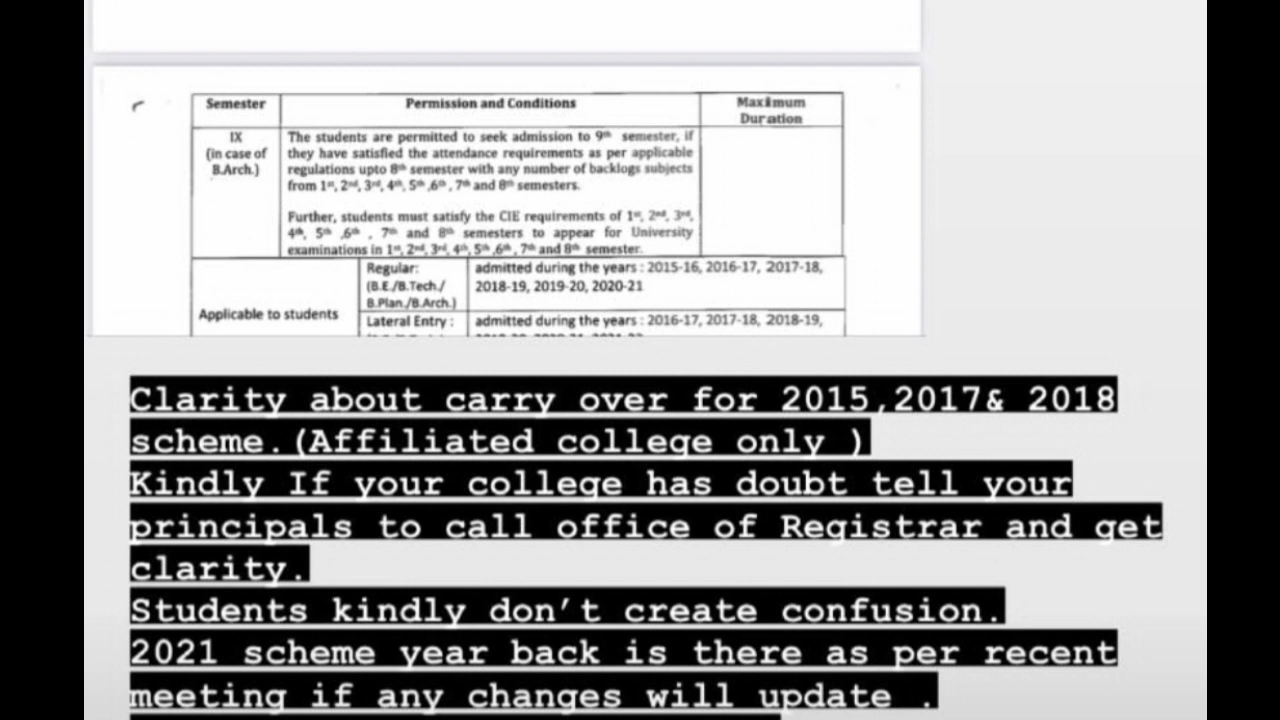 Semester Permission and Conditions Maximum
Duration
IX
(in case of
B.Arch.)
The students are permitted to seek admission to 9th semester, if
they have satisfied the attendance requirements as per applicable
regulations upto 8th semester with any number of backlogs subjects
from 1st, 2nd, 3rd, 4th, 5th ,6th , 7th and 8th semesters.
Further, students must satisfy the CIE requirements of 1st, 2nd, 3rd,
4th, 5th ,6th , 7th and 8th semesters to appear for University
examinations in 1st, 2nd, 3rd, 4th, 5th ,6th , 7th and 8th semester.
Applicable to students
Regular:
(B.E./B.Tech./
B.Plan./B.Arch.)
admitted during the years : 2015-16, 2016-17, 2017-18,
2018-19, 2019-20, 2020-21
Lateral Entry :
admitted during the years : 2016-17, 2017-18, 2018-19,
Clarity about carry over for 2015,2017& 2018
scheme.(Affiliated college only )
Kindly If your college has doubt tell your
principals to call office of Registrar and get
clarity.
Students kindly don’t create confusion.
2021 scheme year back is there as per recent
meeting if any changes will update .